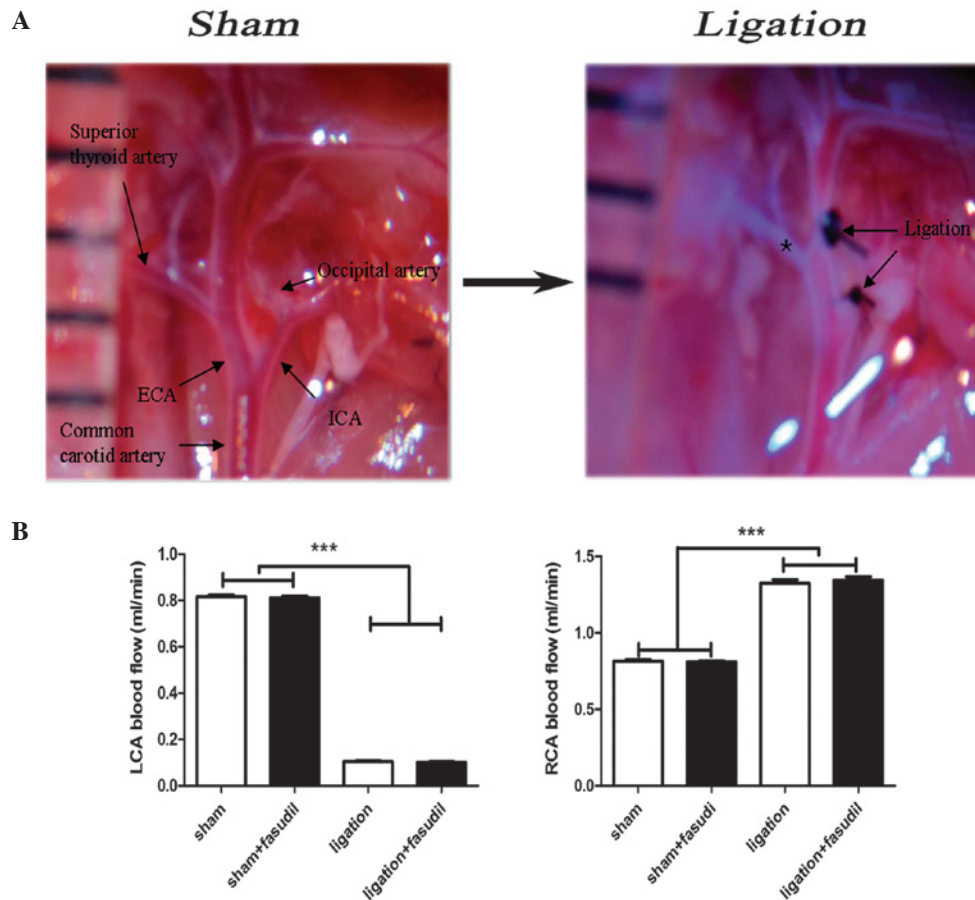 A
Sham
Ligation
Superior
thyroid artery
Occipital artery
ECA
ICA
Common
carotid artery
*
Ligation
B
***
LCA blood flow (ml/min)
1.0
0.8
0.6
0.4
0.2
0.0
sham
sham+fasudil
ligation
ligation+fasudil
***
RCA blood flow (ml/min)
1.5
1.0
0.5
0.0
sham
sham+fasudi
ligation
ligation+fasudil